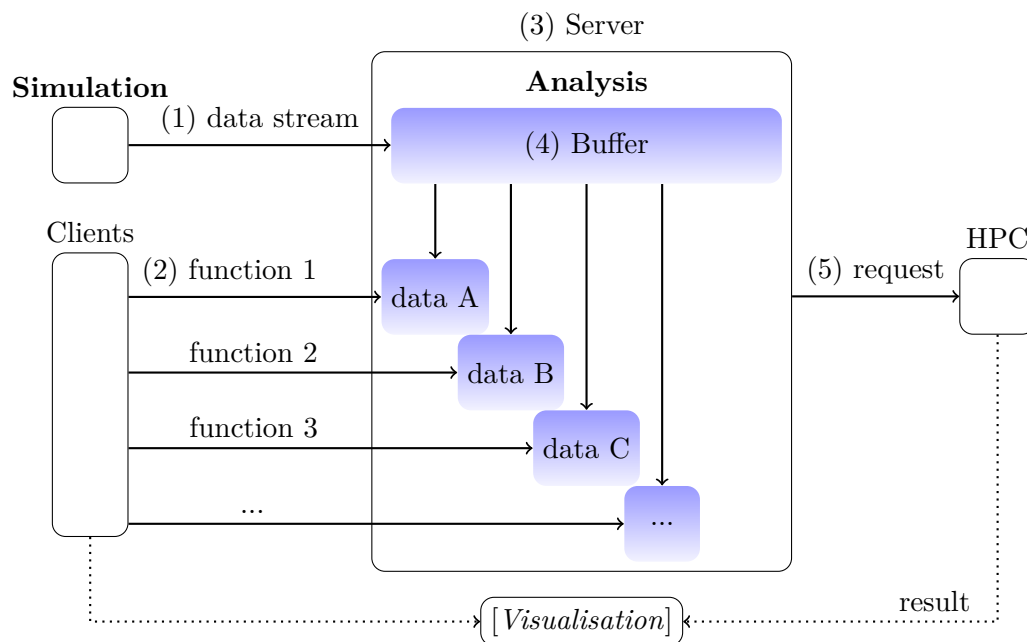 (3) Server
Simulation
Analysis
(1) data stream
(4) Buffer
Clients
HPC
(2) function 1
data A
(5) request
function 2
data B
function 3
data C
...
...
result
[Visualisation]